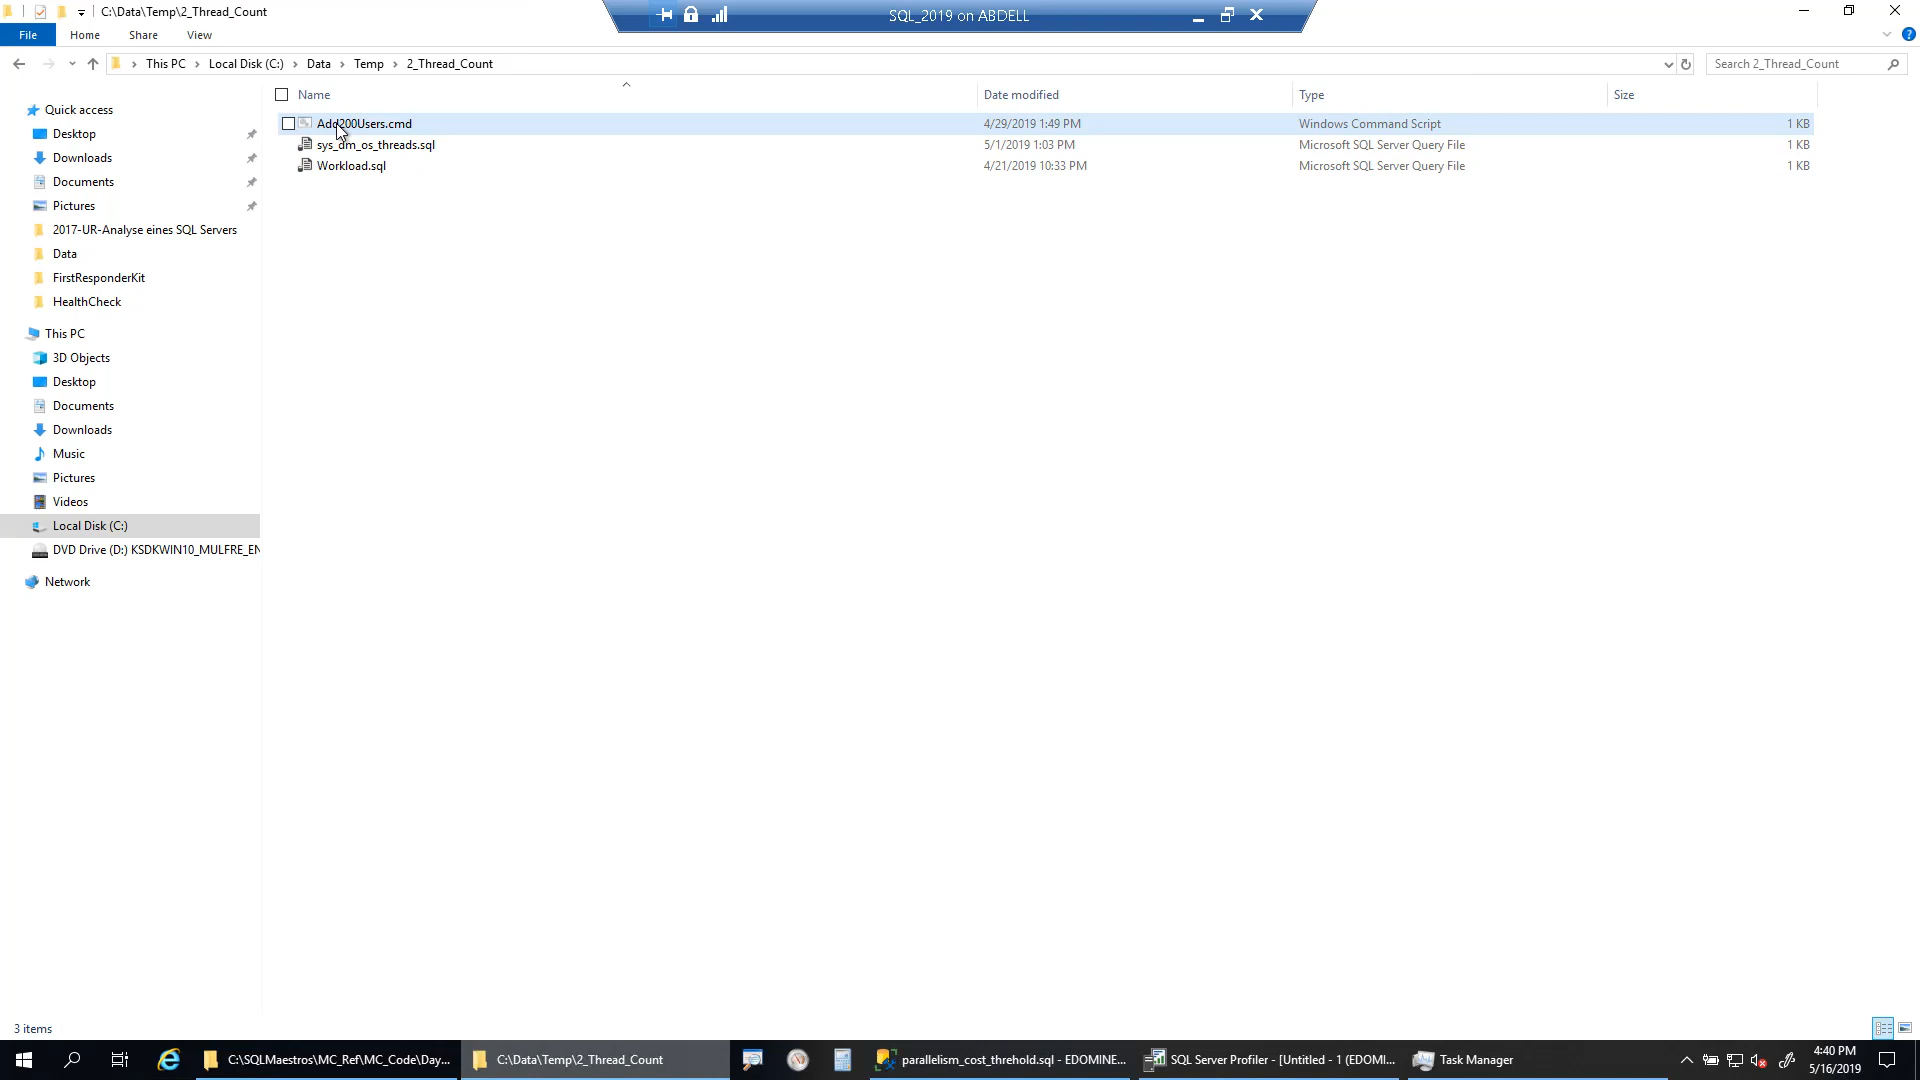 C:\Data\Temp\2_Thread_Count
SQL_2019 on ABDELL
File
Home
Share
View
This PC
Local Disk (C:)
Data
Temp
2_Thread_Count
Search 2_Thread_Count
Name
Date modified
Type
Size
Add200Users.cmd
4/29/2019 1:49 PM
Windows Command Script
1 KB
sys_dm_os_threads.sql
5/1/2019 1:03 PM
Microsoft SQL Server Query File
1 KB
Workload.sql
4/21/2019 10:33 PM
Microsoft SQL Server Query File
1 KB
Quick access
Desktop
Downloads
Documents
Pictures
2017-UR-Analyse eines SQL Servers
Data
FirstResponderKit
HealthCheck
This PC
3D Objects
Desktop
Documents
Downloads
Music
Pictures
Videos
Local Disk (C:)
DVD Drive (D:) KSDKWIN10_MULFRE_EN
Network
3 items
C:\SQLMaestros\MC_Ref\MC_Code\Day...
C:\Data\Temp\2_Thread_Count
parallelism_cost_threhold.sql - EDOMINE...
SQL Server Profiler - [Untitled - 1 (EDOMI...
Task Manager
4:40 PM
5/16/2019